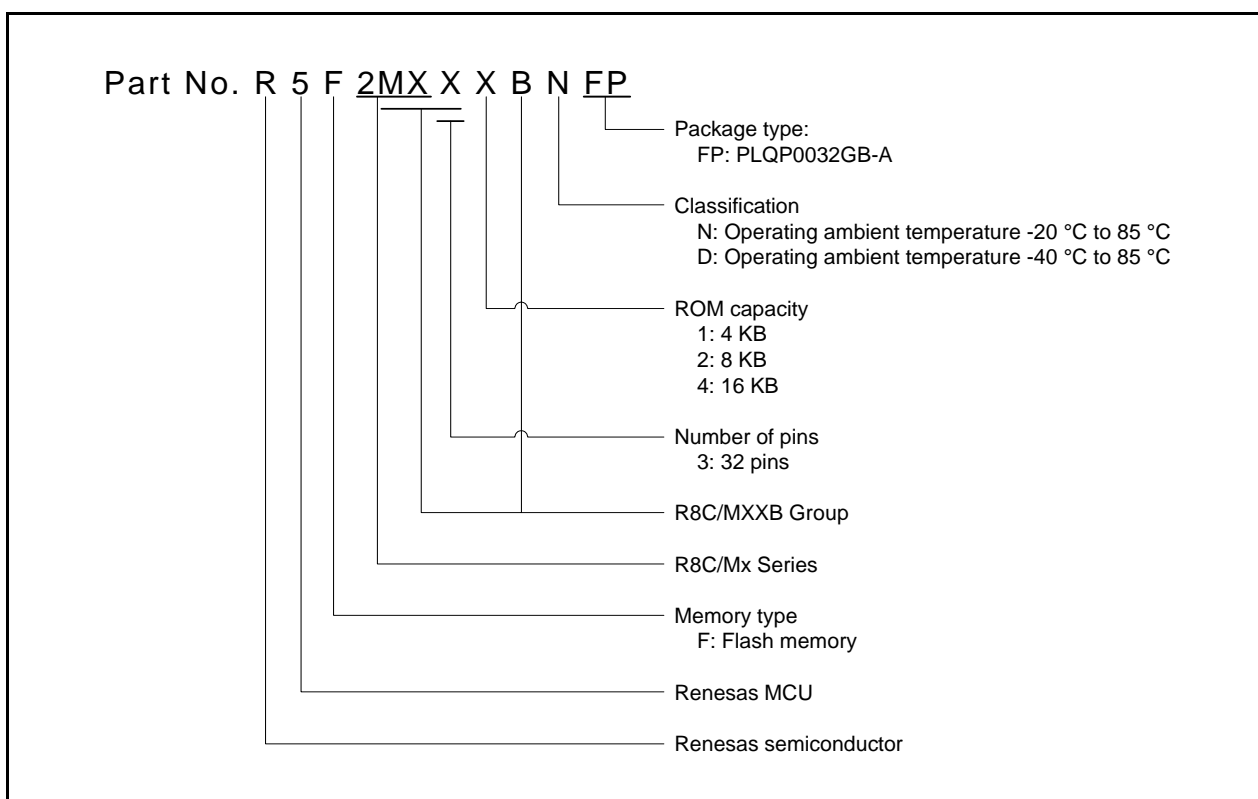 Part No. R 5 F 2MX X X B N FP
Package type:
FP: PLQP0032GB-A
Classification
N: Operating ambient temperature -20 °C to 85 °C
D: Operating ambient temperature -40 °C to 85 °C
ROM capacity
1: 4 KB
2: 8 KB
4: 16 KB
Number of pins
3: 32 pins
R8C/MXXB Group
R8C/Mx Series
Memory type
F: Flash memory
Renesas MCU
Renesas semiconductor